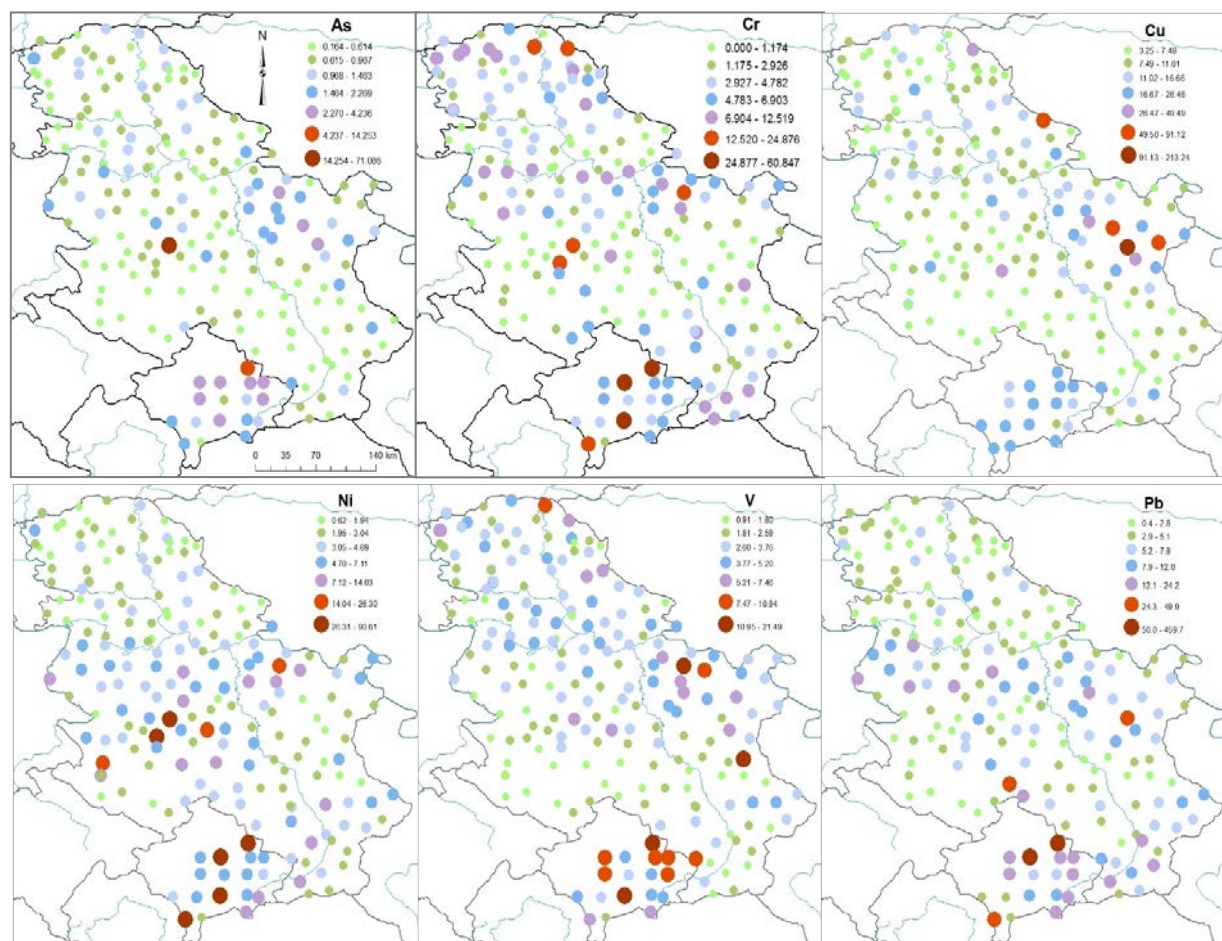 As
0.164 - 0.614
0.615 - 0.967
0.968 - 1.463
1.464 - 2.269
2.270 - 4.236
4.237 - 14.253
14.254 - 71.086
N
0 35 70 140 km
Cr
0.000 - 1.174
1.175 - 2.926
2.927 - 4.782
4.783 - 6.903
6.904 - 12.519
12.520 - 24.876
24.877 - 60.847
Cu
3.25 - 7.48
7.49 - 11.01
11.02 - 16.66
16.67 - 26.46
26.47 - 49.49
49.50 - 91.12
91.13 - 213.24
Ni
0.62 - 1.94
1.95 - 3.04
3.05 - 4.69
4.70 - 7.11
7.12 - 14.03
14.04 - 26.30
26.31 - 90.61
V
0.91 - 1.80
1.81 - 2.59
2.60 - 3.76
3.77 - 5.20
5.21 - 7.46
7.47 - 10.94
10.95 - 21.49
Pb
0.4 - 2.8
2.9 - 5.1
5.2 - 7.8
7.9 - 12.0
12.1 - 24.2
24.3 - 49.9
50.0 - 459.7